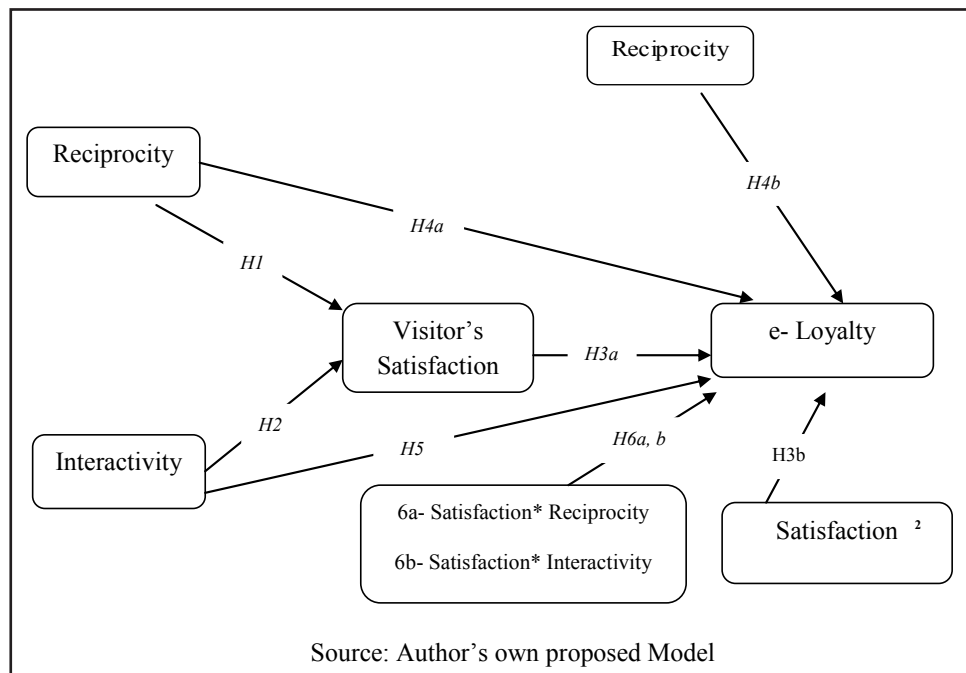 Reciprocity
Reciprocity
H4b
H4a
H1
Visitor's
Satisfaction
H3a
e- Loyalty
H2
Interactivity
H5
H6a, b
H3b
6a- Satisfaction* Reciprocity
6b- Satisfaction* Interactivity
Satisfaction ²
Source: Author's own proposed Model